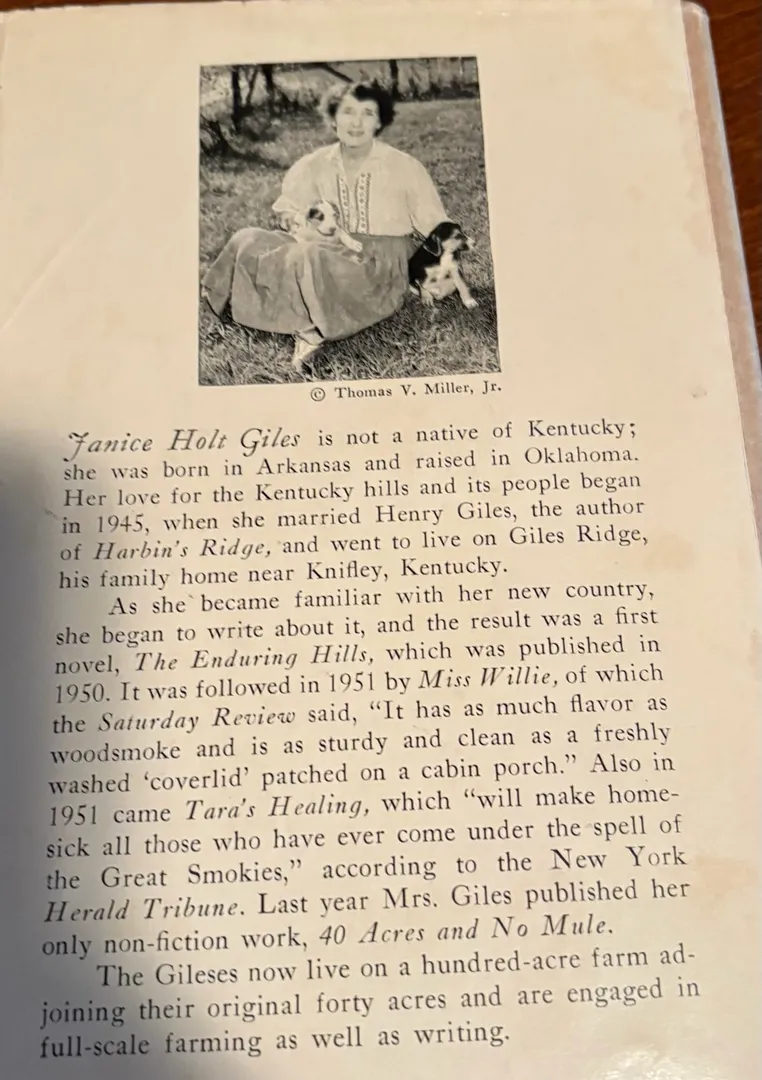 © Thomas V. Miller, Jr.
Janice Holt Giles is not a native of Kentucky;
she was born in Arkansas and raised in Oklahoma.
Her love for the Kentucky hills and its people began
in 1945, when she married Henry Giles, the author
of Harbin's Ridge, and went to live on Giles Ridge,
his family home near Knifley, Kentucky.
As she became familiar with her new country,
she began to write about it, and the result was a first
novel, The Enduring Hills, which was published in
1950. It was followed in 1951 by Miss Willie, of which
the Saturday Review said, “It has as much flavor as
woodsmoke and is as sturdy and clean as a freshly
washed ‘coverlid’ patched on a cabin porch.” Also in
1951 came Tara's Healing, which “will make home-
sick all those who have ever come under the spell of
the Great Smokies,” according to the New York
Herald Tribune. Last year Mrs. Giles published her
only non-fiction work, 40 Acres and No Mule.
The Gileses now live on a hundred-acre farm ad-
joining their original forty acres and are engaged in
full-scale farming as well as writing.